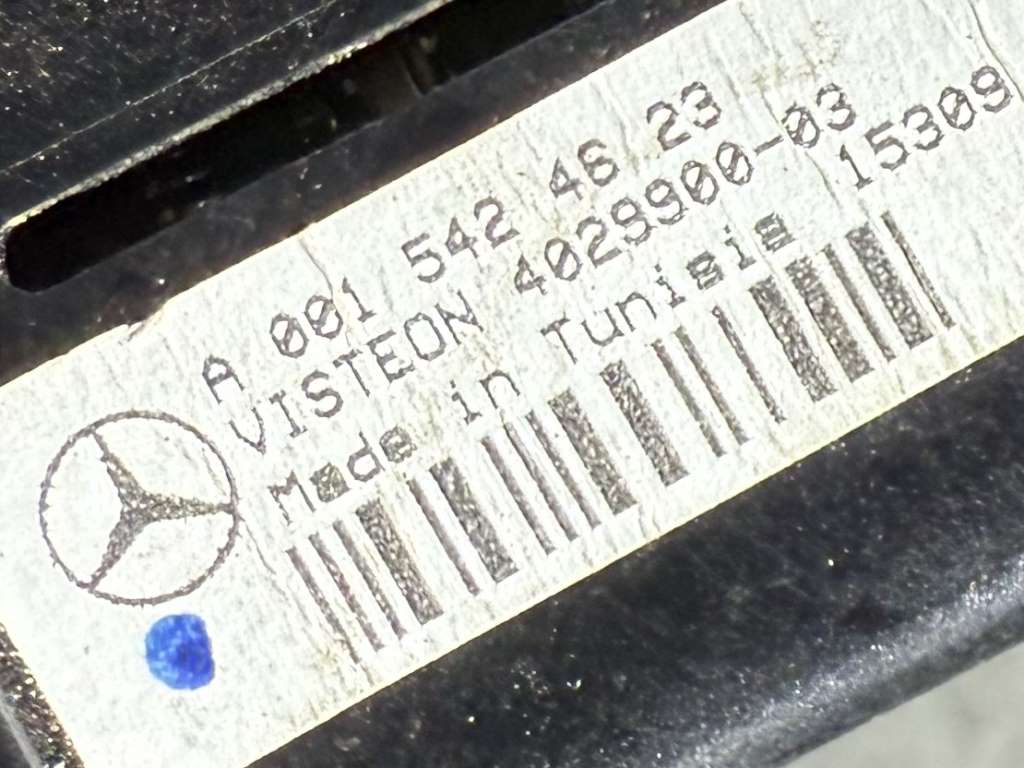 A 001 542 46 23
VISTEON 4029900-03
Made in Tunisia 15309